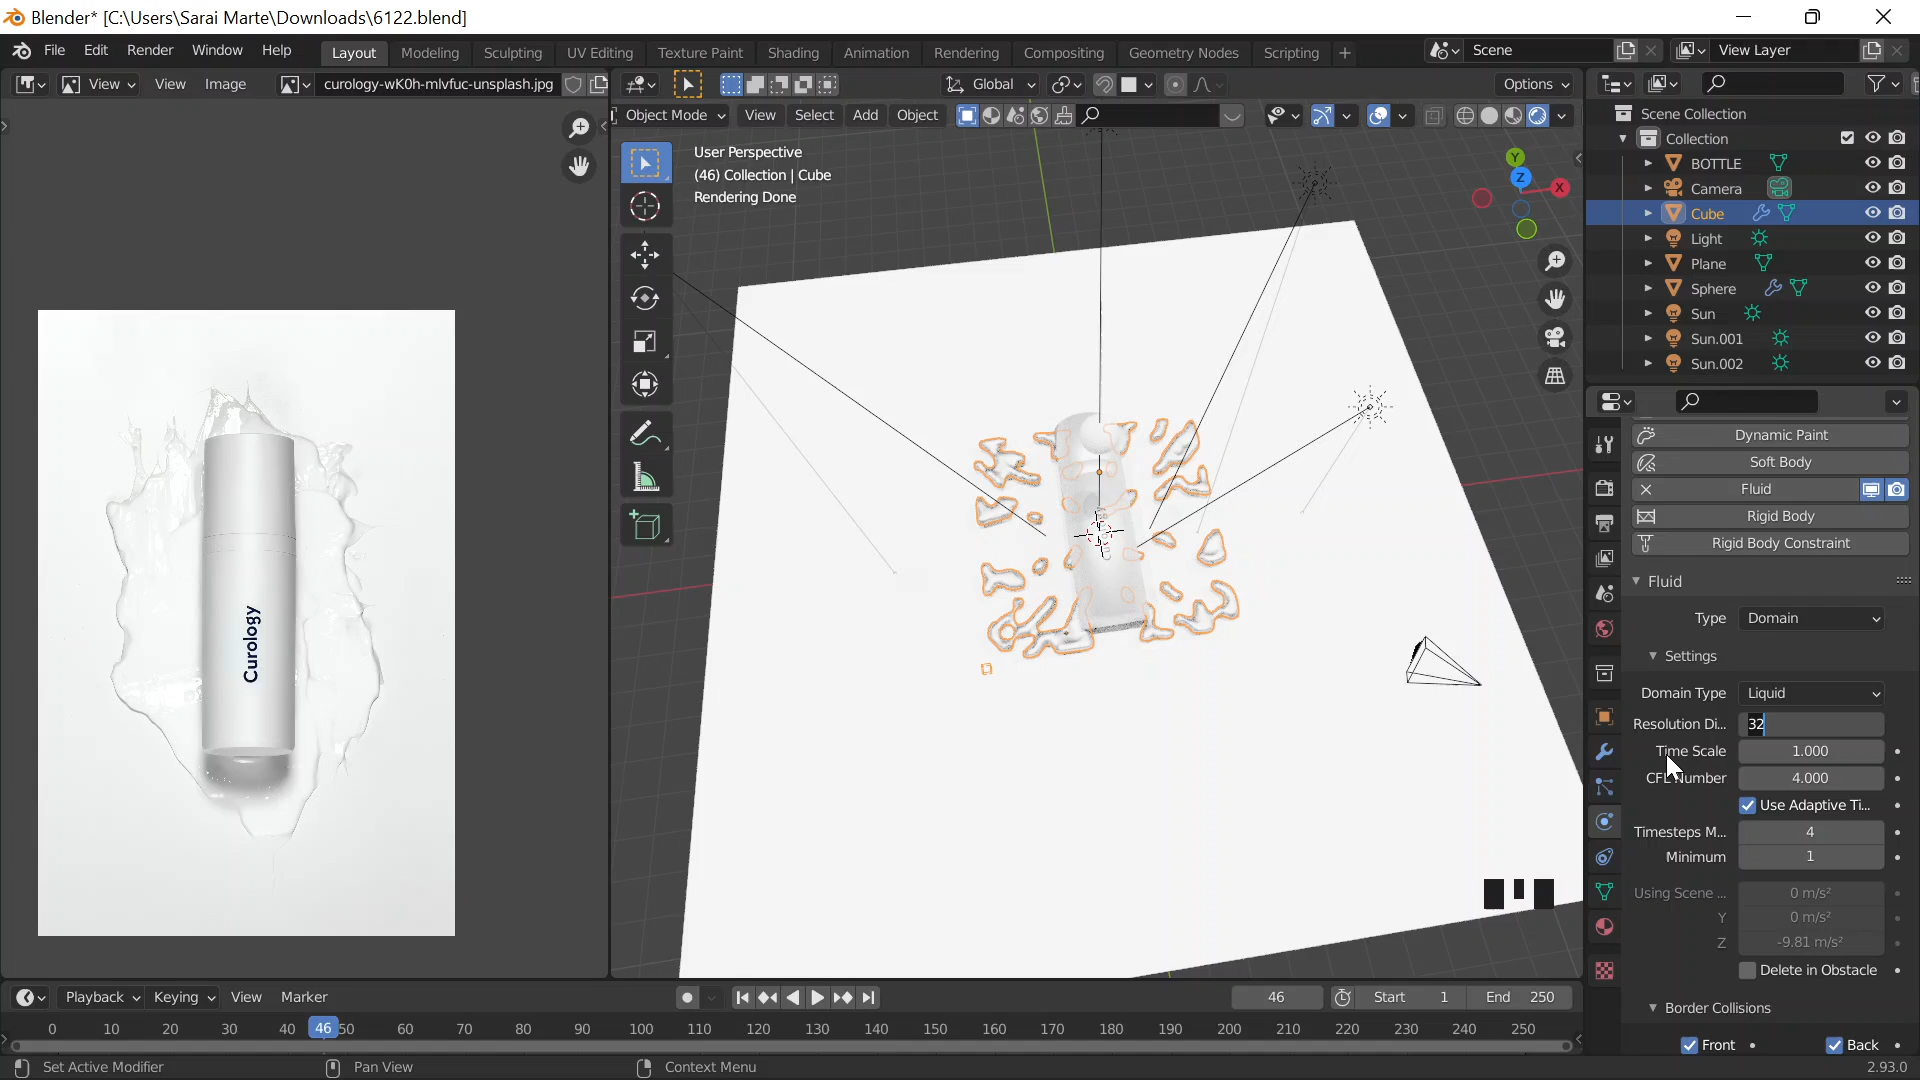 Blender* [C:\Users\Sarai Marte\Downloads\6122.blend]
File Edit Render Window Help Layout Modeling Sculpting UV Editing Texture Paint Shading Animation Rendering Compositing Geometry Nodes Scripting + Scene View Layer
View View Image curology-wK0h-mlvfuc-unsplash.jpg Global Options
Object Mode View Select Add Object
User Perspective
(46) Collection | Cube
Rendering Done
Y
Z
X
Scene Collection
Collection
BOTTLE
Camera
Cube
Light
Plane
Sphere
Sun
Sun.001
Sun.002
Curology
Dynamic Paint
Soft Body
Fluid
Rigid Body
Rigid Body Constraint
Fluid
Type Domain
Settings
Domain Type Liquid
Resolution Di... 32
Time Scale 1.000
CFL Number 4.000
Use Adaptive Ti...
Timesteps M... 4
Minimum 1
Using Scene ... 0 m/s²
Y 0 m/s²
Z -9.81 m/s²
Delete in Obstacle
Border Collisions
Front Back
Playback Keying View Marker 46 Start 1 End 250
0 10 20 30 40 46 50 60 70 80 90 100 110 120 130 140 150 160 170 180 190 200 210 220 230 240 250
Set Active Modifier Pan View Context Menu 2.93.0